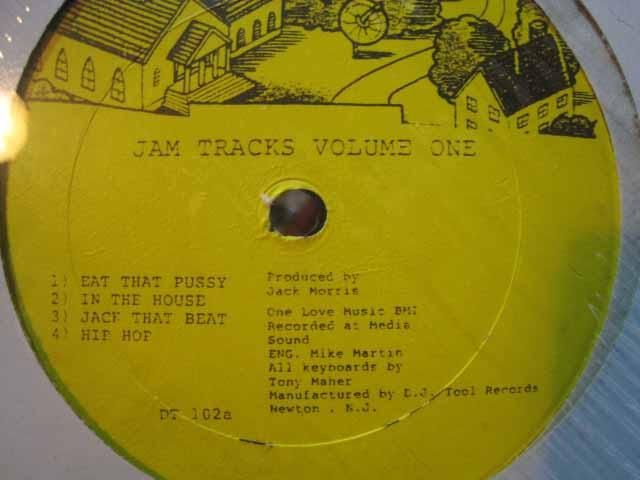 JAM TRACKS VOLUME ONE
1) EAT THAT PUSSY
2) IN THE HOUSE
3) JACK THAT BEAT
4) HIP HOP
Produced by
Jack Morris
One Love Music BMI
Recorded at Media
Sound
ENG. Mike Martin
All keyboards by
Tony Maher
Manufactured by D.J. Tool Records
Newton . N.J.
DT 102a